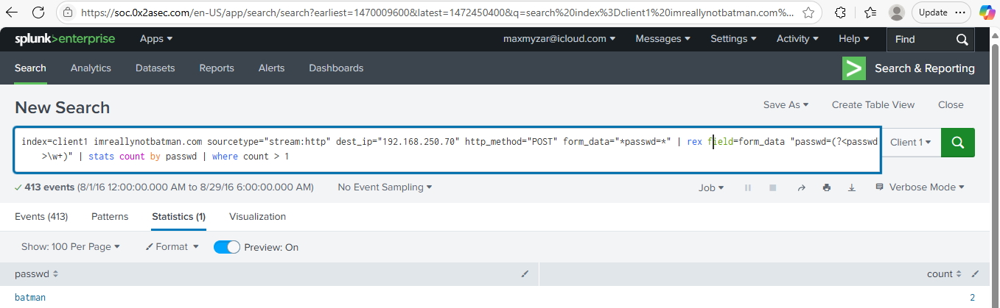 https://soc.0x2asec.com/en-US/app/search/search?earliest=1470009600&latest=1472450400&q=search%20index%3Dclient1%20imreallynotbatman.com%...
Update
splunk>enterprise Apps maxmyzar@icloud.com Messages Settings Activity Help Find
Search Analytics Datasets Reports Alerts Dashboards Search & Reporting
New Search Save As Create Table View Close
index=client1 imreallynotbatman.com sourcetype="stream:http" dest_ip="192.168.250.70" http_method="POST" form_data="*passwd=*" | rex field=form_data "passwd=(?<passwd
>\w+)" | stats count by passwd | where count > 1
Client 1
413 events (8/1/16 12:00:00.000 AM to 8/29/16 6:00:00.000 AM) No Event Sampling Job Verbose Mode
Events (413) Patterns Statistics (1) Visualization
Show: 100 Per Page Format Preview: On
passwd count
batman 2